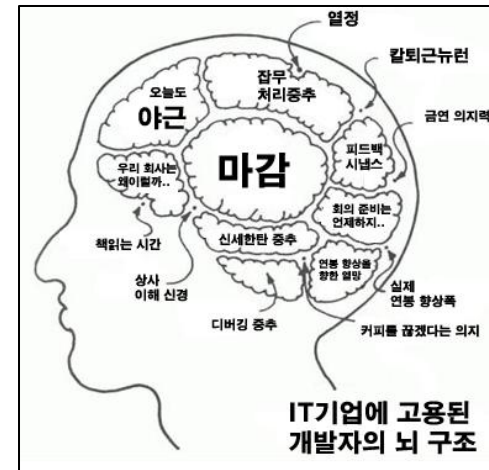 열정
칼퇴근뉴런
잡무
처리중추
오늘도
야근
금연 의지력
피드백
시냅스
마감
우리 회사는
왜이럴까..
회의 준비는
언제하지..
책읽는 시간
신세한탄 중추
상사
이해 신경
연봉 향상을
향한 열망
실제
연봉 향상폭
디버깅 중추
커피를 끊겠다는 의지
IT기업에 고용된
개발자의 뇌 구조